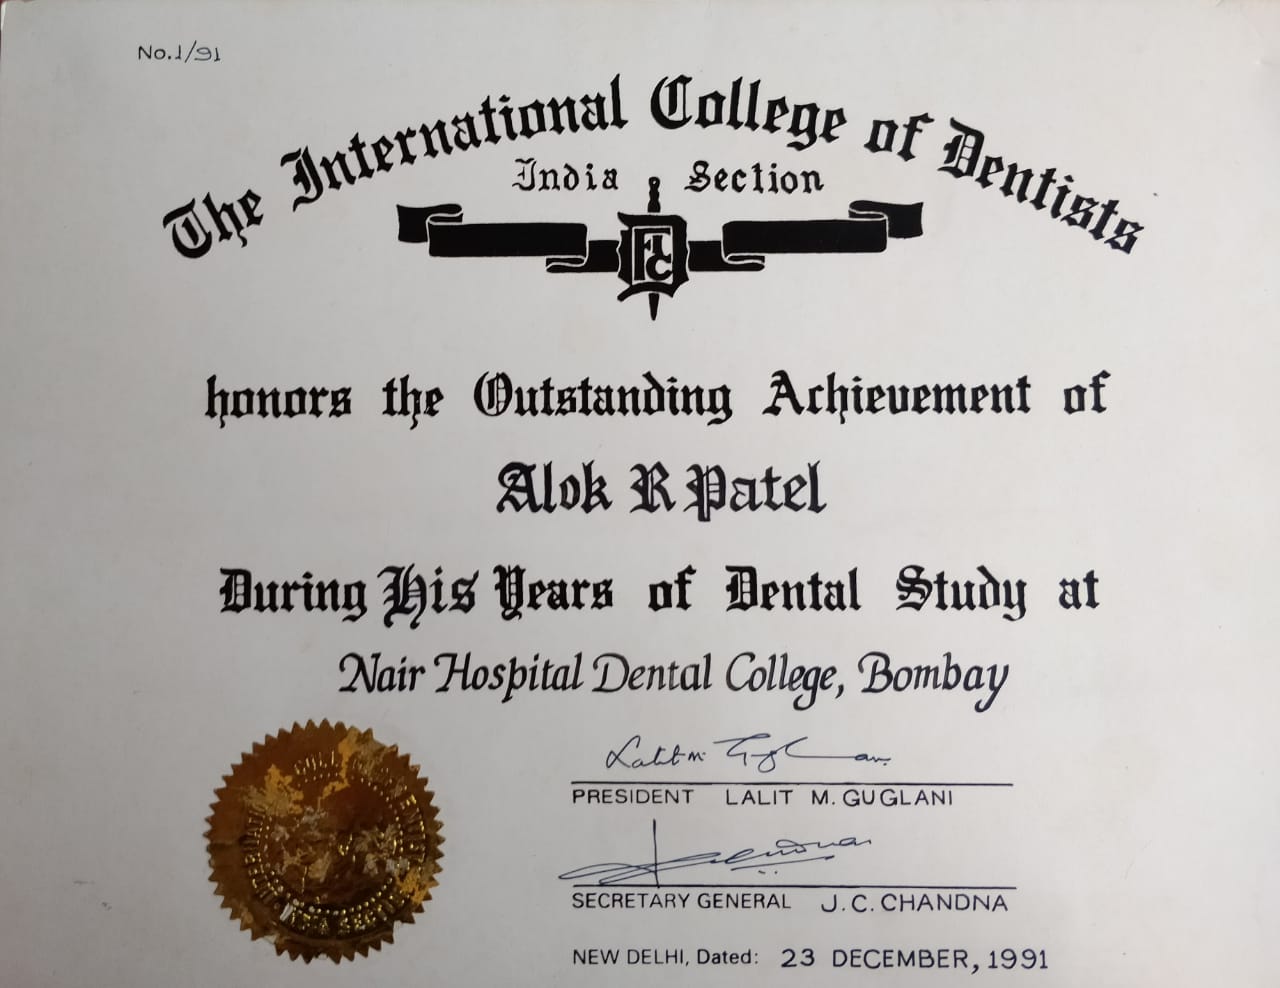 No.1/91
The International College of Dentists
India Section
honors the Outstanding Achievement of
Alok R Patel
During His Years of Dental Study at
Nair Hospital Dental College, Bombay
Lalit M. Guglani
PRESIDENT LALIT M. GUGLANI
SECRETARY GENERAL J.C. CHANDNA
NEW DELHI, Dated: 23 DECEMBER, 1991